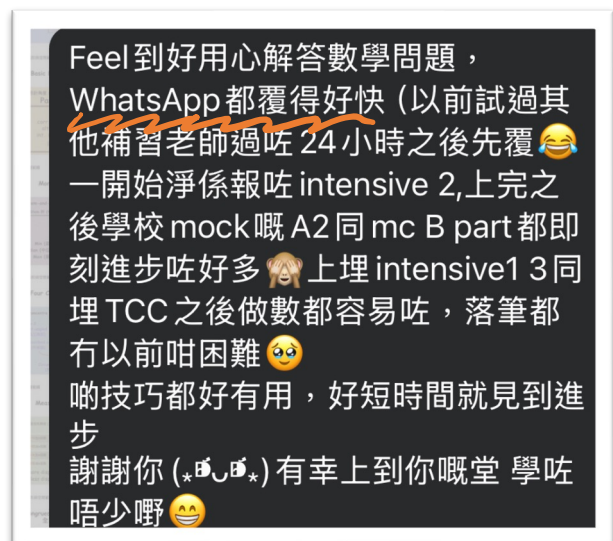 Feel到好用心解答數學問題，
WhatsApp都覆得好快 (以前試過其
他補習老師過咗24小時之後先覆😂
一開始淨係報咗intensive 2,上完之
後學校mock嘅A2同mc B part都即
刻進步咗好多🙈上埋intensive1 3同
埋TCC之後做數都容易咗，落筆都
冇以前咁困難🥹
啲技巧都好有用，好短時間就見到進
步
謝謝你 (⁎⁍̴̛ᴗ⁍̴̛⁎)有幸上到你嘅堂 學咗
唔少嘢😁